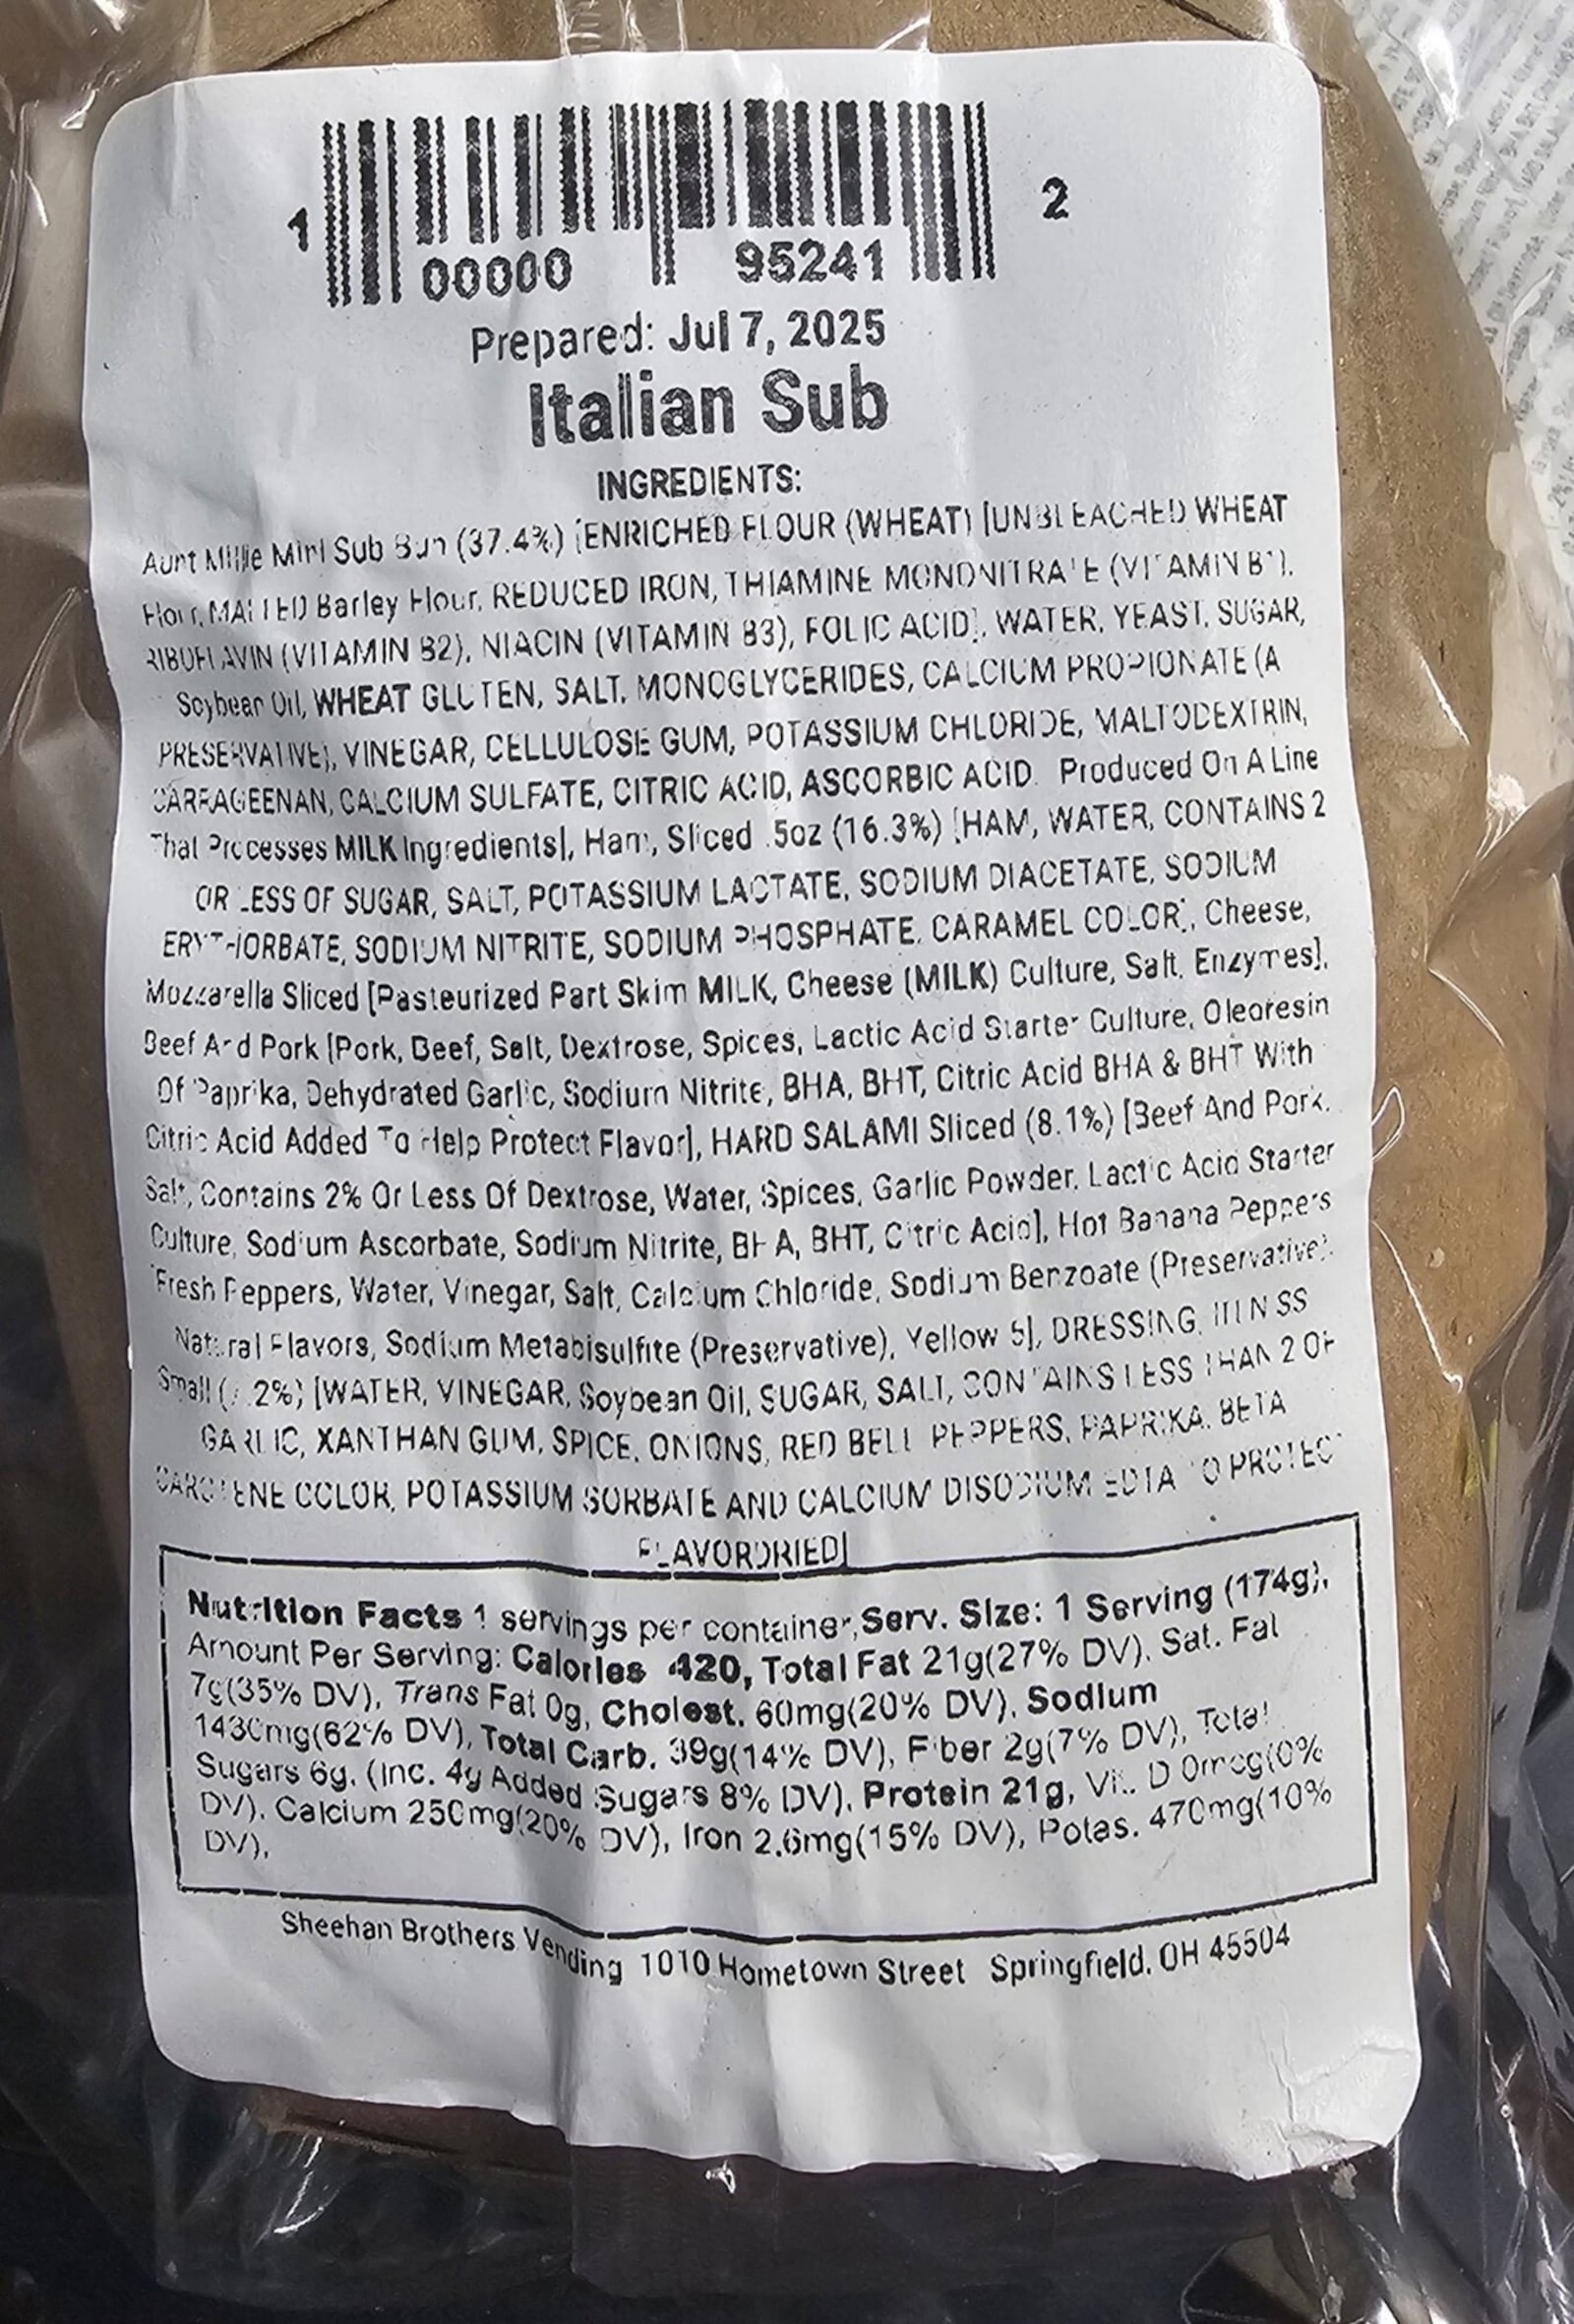 1 00000 95241 2
Prepared: Jul 7, 2025
Italian Sub
INGREDIENTS:
Aunt Millie Mini Sub Bun (37.4%) [ENRICHED FLOUR (WHEAT) [UNBLEACHED WHEAT
Flour, MALTED Barley Flour, REDUCED IRON, THIAMINE MONONITRATE (VITAMIN B1),
RIBOFLAVIN (VITAMIN B2), NIACIN (VITAMIN B3), FOLIC ACID], WATER, YEAST, SUGAR,
Soybean Oil, WHEAT GLUTEN, SALT, MONOGLYCERIDES, CALCIUM PROPIONATE (A
PRESERVATIVE), VINEGAR, CELLULOSE GUM, POTASSIUM CHLORIDE, MALTODEXTRIN,
CARRAGEENAN, CALCIUM SULFATE, CITRIC ACID, ASCORBIC ACID. Produced On A Line
That Processes MILK Ingredients], Ham, Sliced .5oz (16.3%) [HAM, WATER, CONTAINS 2
OR LESS OF SUGAR, SALT, POTASSIUM LACTATE, SODIUM DIACETATE, SODIUM
ERYTHORBATE, SODIUM NITRITE, SODIUM PHOSPHATE, CARAMEL COLOR], Cheese,
Mozzarella Sliced [Pasteurized Part Skim MILK, Cheese (MILK) Culture, Salt, Enzymes],
Beef And Pork [Pork, Beef, Salt, Dextrose, Spices, Lactic Acid Starter Culture, Oleoresin
Of Paprika, Dehydrated Garlic, Sodium Nitrite, BHA, BHT, Citric Acid BHA & BHT With
Citric Acid Added To Help Protect Flavor], HARD SALAMI Sliced (8.1%) [Beef And Pork,
Salt, Contains 2% Or Less Of Dextrose, Water, Spices, Garlic Powder, Lactic Acid Starter
Culture, Sodium Ascorbate, Sodium Nitrite, BHA, BHT, Citric Acid], Hot Banana Peppers
[Fresh Peppers, Water, Vinegar, Salt, Calcium Chloride, Sodium Benzoate (Preservative),
Natural Flavors, Sodium Metabisulfite (Preservative), Yellow 5], DRESSING,
Small [WATER, VINEGAR, Soybean Oil, SUGAR, SALT, CONTAINS LESS THAN 2 OF
GARLIC, XANTHAN GUM, SPICE, ONIONS, RED BELL PEPPERS, PAPRIKA, BETA
CAROTENE COLOR, POTASSIUM SORBATE AND CALCIUM DISODIUM EDTA TO PROTECT
FLAVORDRIED]
Nutrition Facts 1 servings per container, Serv. Size: 1 Serving (174g),
Amount Per Serving: Calories 420, Total Fat 21g(27% DV), Sat. Fat
7g(35% DV), Trans Fat 0g, Cholest. 60mg(20% DV), Sodium
1430mg(62% DV), Total Carb. 39g(14% DV), Fiber 2g(7% DV), Total
Sugars 6g, (Inc. 4g Added Sugars 8% DV), Protein 21g, Vit. D 0mcg(0%
DV), Calcium 250mg(20% DV), Iron 2.6mg(15% DV), Potas. 470mg(10%
DV),
Sheehan Brothers Vending 1010 Hometown Street Springfield, OH 45504